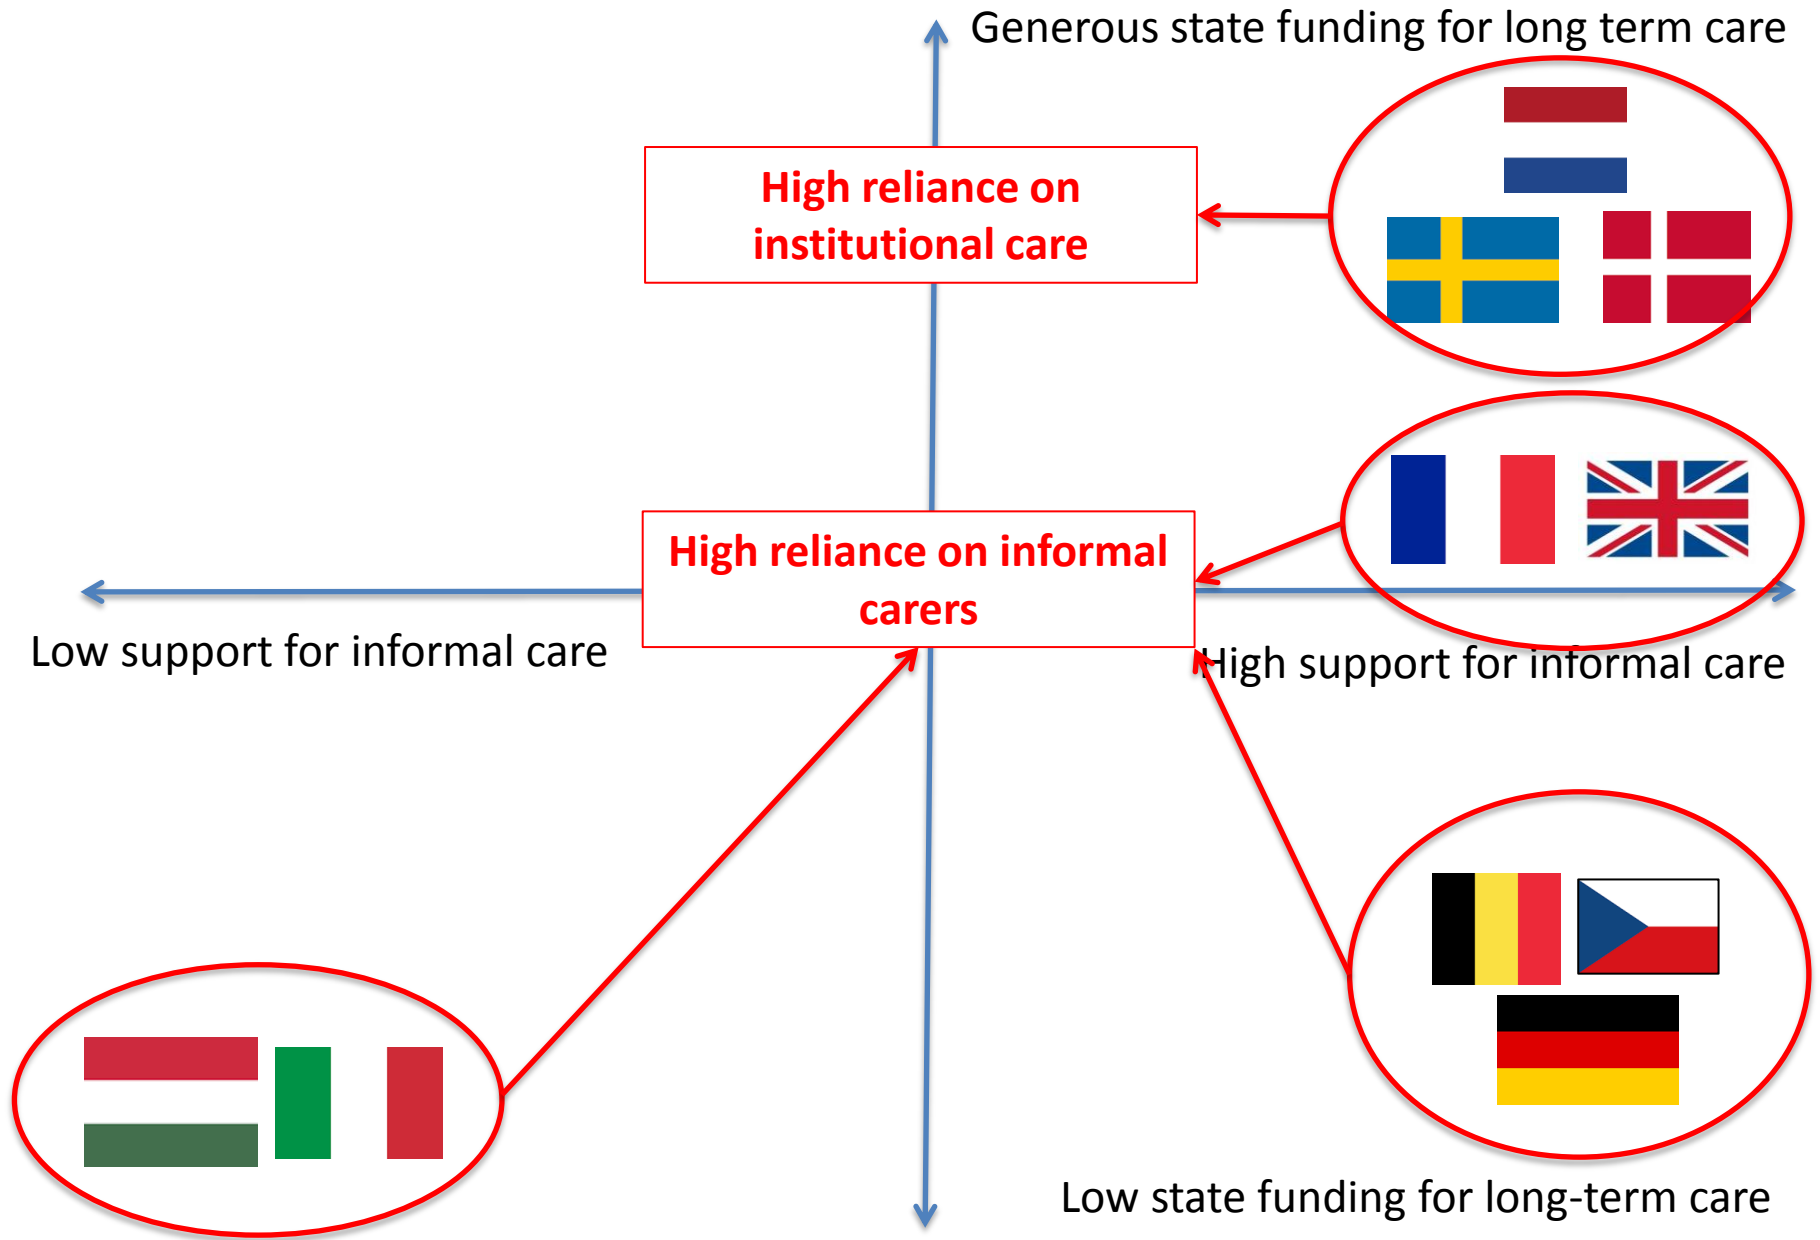 Generous state funding for long term care
High reliance on
institutional care
High reliance on informal
carers
Low support for informal care
High support for informal care
Low state funding for long-term care